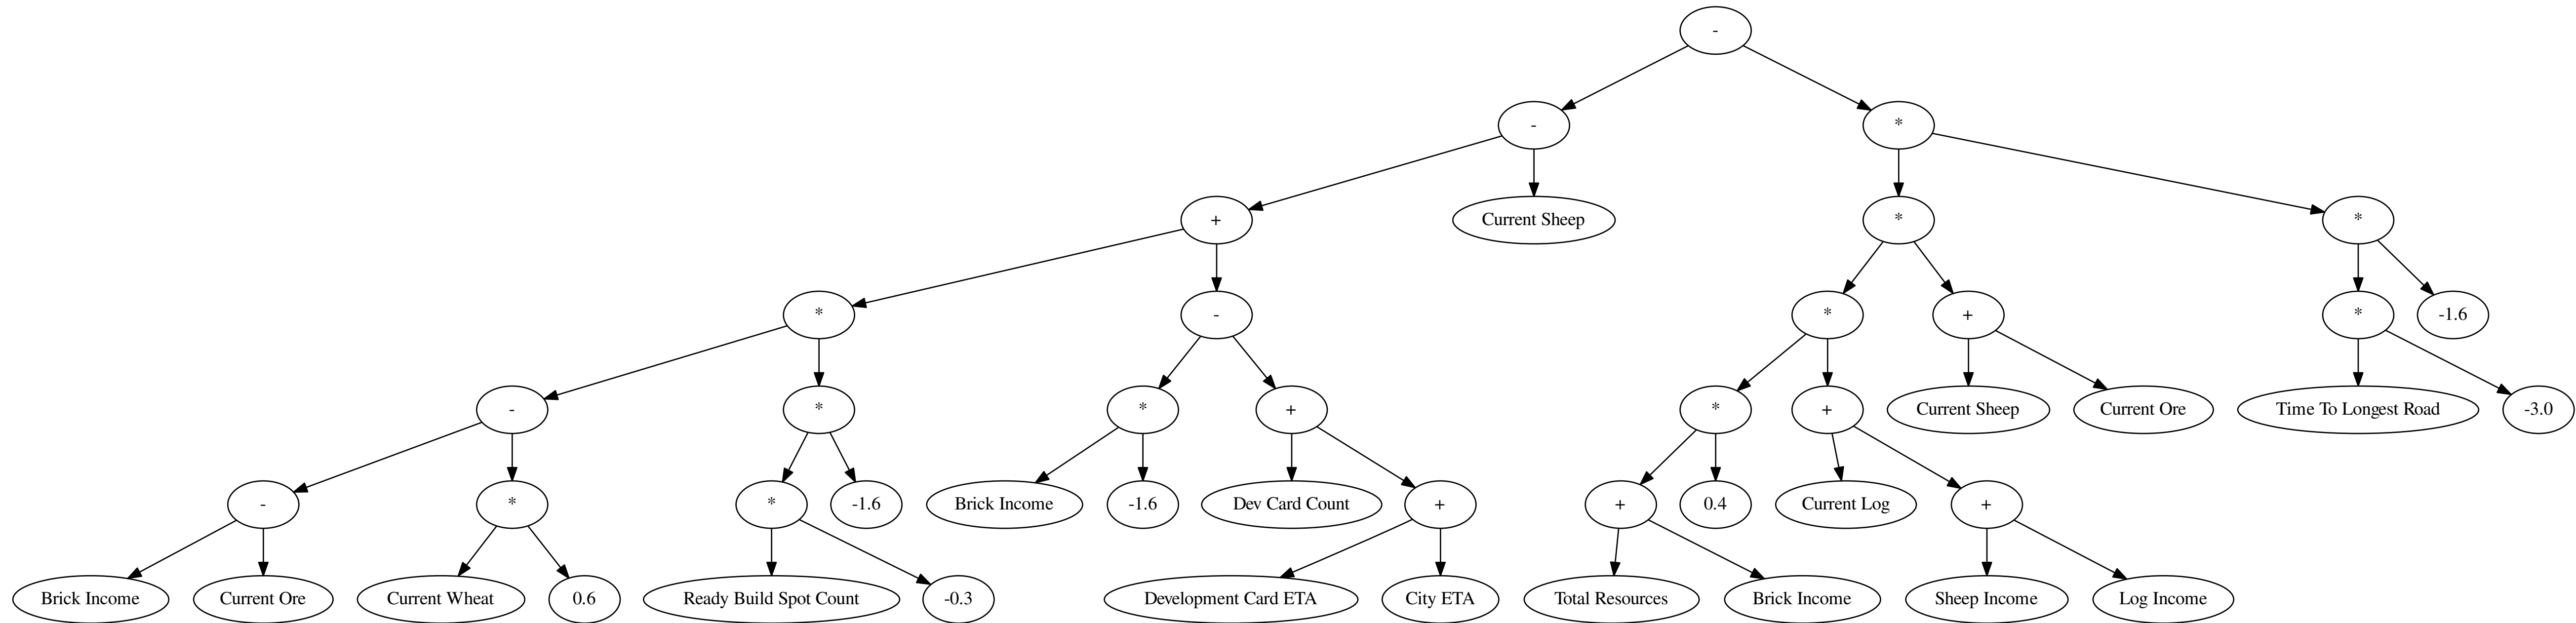 -
- *
+ Current Sheep * *
* - * + * -1.6
- * * + * + Current Sheep Current Ore Time To Longest Road -3.0
- * * -1.6 Brick Income -1.6 Dev Card Count + + 0.4 Current Log +
Brick Income Current Ore Current Wheat 0.6 Ready Build Spot Count -0.3 Development Card ETA City ETA Total Resources Brick Income Sheep Income Log Income